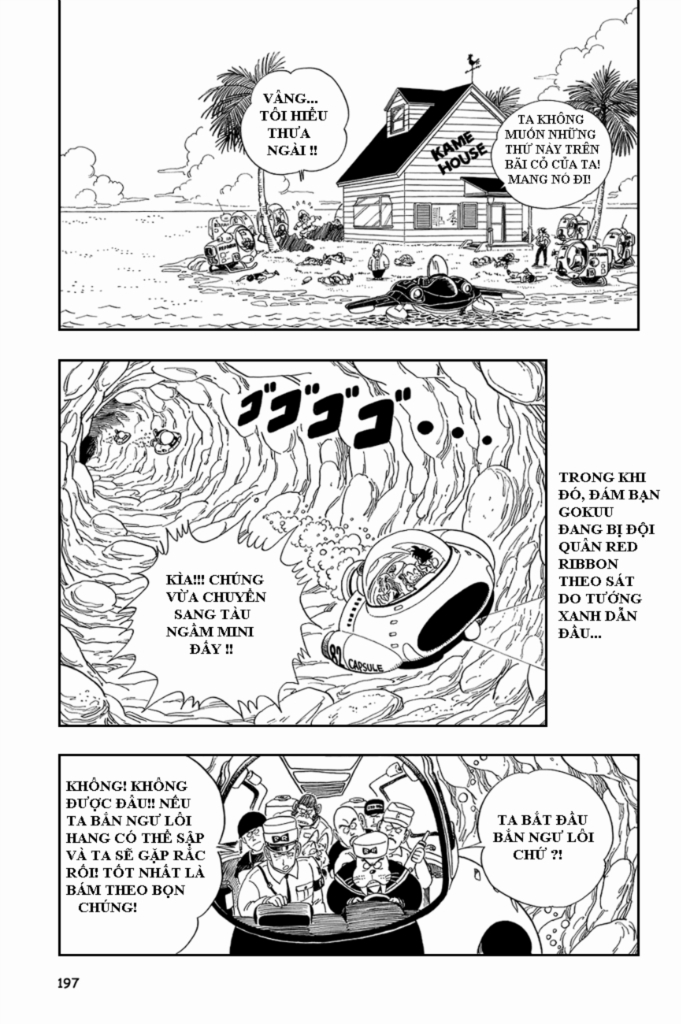 VÂNG...
TÔI HIỂU
THƯA
NGÀI !!
TA KHÔNG
MUÓN NHỮNG
THỨ NÀY TRÊN
BÃI CỎ CỦA TA!
MANG NÓ ĐI!
KAME
HOUSE
ゴゴゴゴ・・・
TRONG KHI
ĐÓ, ĐÁM BẠN
GOKUU
ĐANG BỊ ĐỘI
QUÂN RED
RIBBON
THEO SÁT
DO TƯỚNG
XANH DẪN
ĐẦU...
KÌA!!! CHÚNG
VỪA CHUYỂN
SANG TÀU
NGẦM MINI
ĐẤY !!
82 CAPSULE
KHÔNG! KHÔNG
ĐƯỢC ĐÂU!! NẾU
TA BẮN NGƯ LÔI
HANG CÓ THỂ SẬP
VÀ TA SẼ GẶP RẮC
RỐI! TỐT NHẤT LÀ
BÁM THEO BỌN
CHÚNG!
TA BẮT ĐẦU
BẮN NGƯ LÔI
CHỨ ?!
197